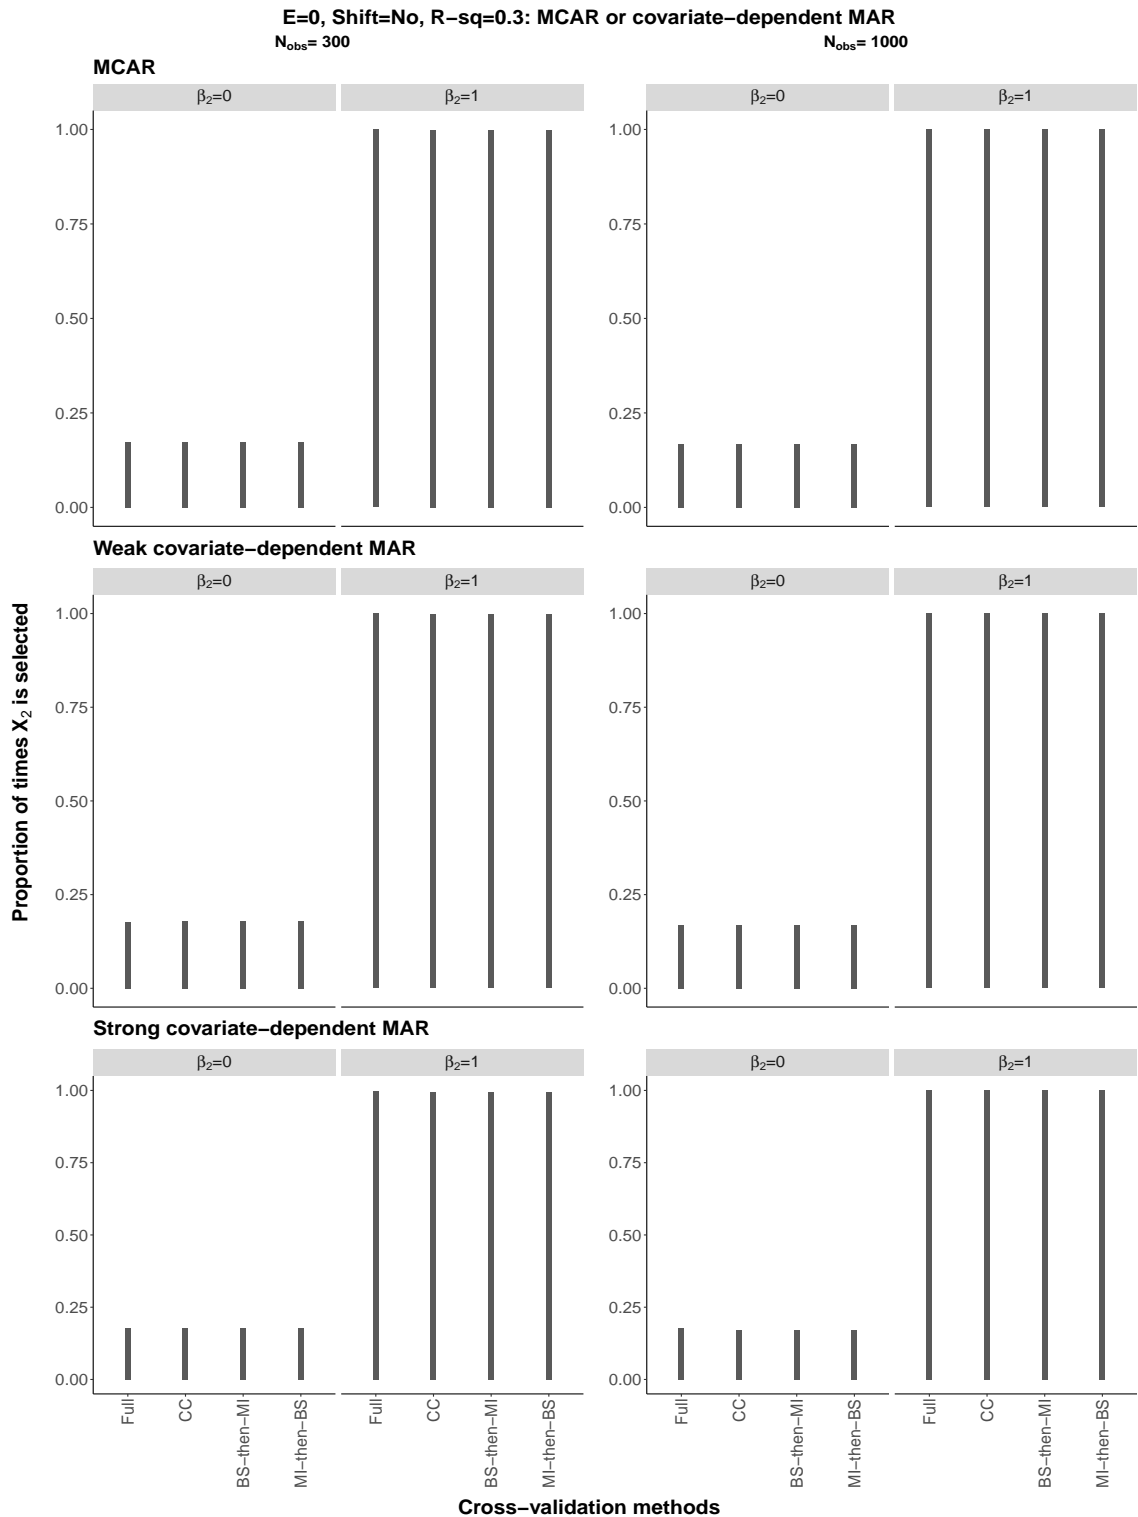 E=0, Shift=No, R−sq=0.3: MCAR or covariate−dependent MAR
N_obs= 300 N_obs= 1000
MCAR
β₂=0 β₂=1 β₂=0 β₂=1
1.00 1.00
0.75 0.75
0.50 0.50
0.25 0.25
0.00 0.00
Weak covariate−dependent MAR
β₂=0 β₂=1 β₂=0 β₂=1
1.00 1.00
0.75 0.75
0.50 0.50
0.25 0.25
0.00 0.00
Strong covariate−dependent MAR
β₂=0 β₂=1 β₂=0 β₂=1
1.00 1.00
0.75 0.75
0.50 0.50
0.25 0.25
0.00 0.00
Full CC BS−then−MI MI−then−BS Full CC BS−then−MI MI−then−BS Full CC BS−then−MI MI−then−BS Full CC BS−then−MI MI−then−BS
Proportion of times X₂ is selected
Cross−validation methods